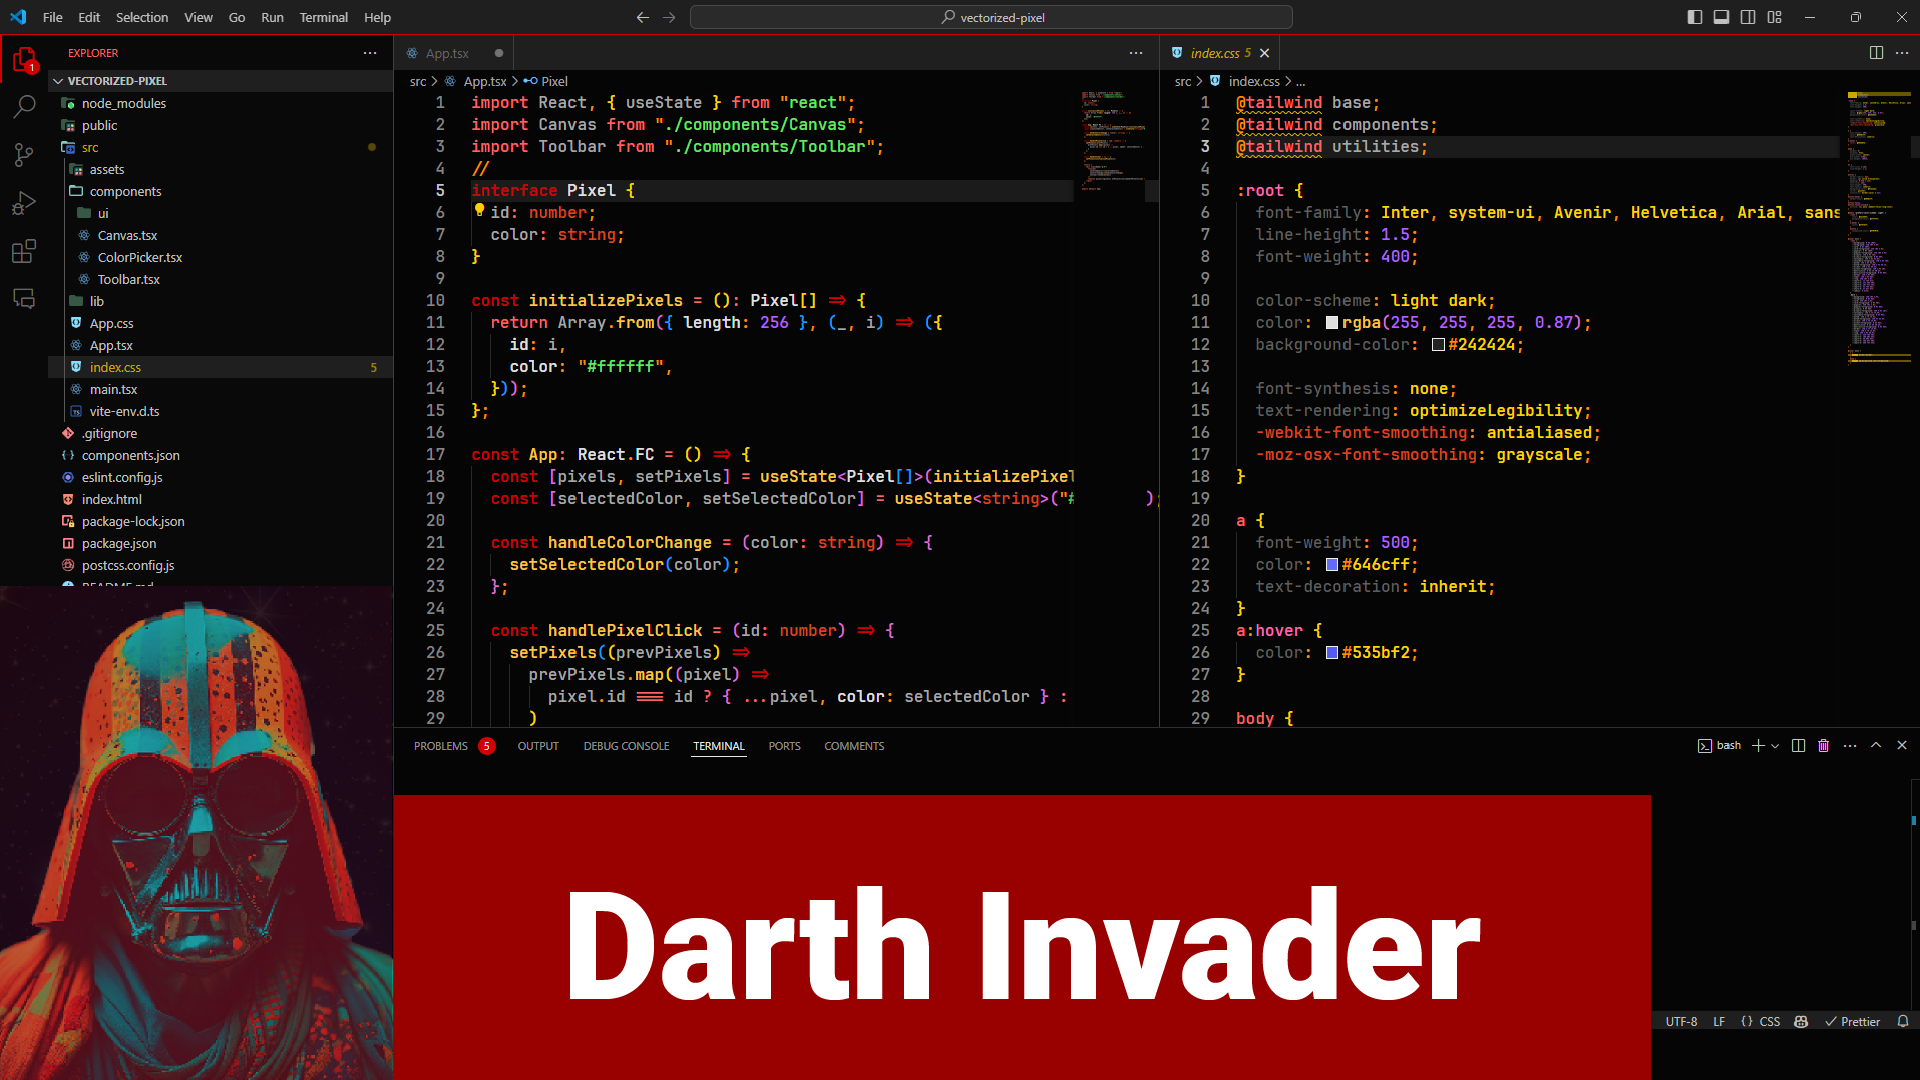 File Edit Selection View Go Run Terminal Help
vectorized-pixel
EXPLORER
1
VECTORIZED-PIXEL
node_modules
public
src
assets
components
ui
Canvas.tsx
ColorPicker.tsx
Toolbar.tsx
lib
App.css
App.tsx
index.css 5
main.tsx
vite-env.d.ts
.gitignore
components.json
eslint.config.js
index.html
package-lock.json
package.json
postcss.config.js
App.tsx
src > App.tsx > Pixel
1 import React, { useState } from "react";
2 import Canvas from "./components/Canvas";
3 import Toolbar from "./components/Toolbar";
4 //
5 interface Pixel {
6 id: number;
7 color: string;
8 }
9
10 const initializePixels = (): Pixel[] => {
11 return Array.from({ length: 256 }, (_, i) => ({
12 id: i,
13 color: "#ffffff",
14 }));
15 };
16
17 const App: React.FC = () => {
18 const [pixels, setPixels] = useState<Pixel[]>(initializePixel
19 const [selectedColor, setSelectedColor] = useState<string>("# );
20
21 const handleColorChange = (color: string) => {
22 setSelectedColor(color);
23 };
24
25 const handlePixelClick = (id: number) => {
26 setPixels((prevPixels) =>
27 prevPixels.map((pixel) =>
28 pixel.id === id ? { ...pixel, color: selectedColor } :
29 )
index.css 5
src > index.css > ...
1 @tailwind base;
2 @tailwind components;
3 @tailwind utilities;
4
5 :root {
6 font-family: Inter, system-ui, Avenir, Helvetica, Arial, sans
7 line-height: 1.5;
8 font-weight: 400;
9
10 color-scheme: light dark;
11 color: rgba(255, 255, 255, 0.87);
12 background-color: #242424;
13
14 font-synthesis: none;
15 text-rendering: optimizeLegibility;
16 -webkit-font-smoothing: antialiased;
17 -moz-osx-font-smoothing: grayscale;
18 }
19
20 a {
21 font-weight: 500;
22 color: #646cff;
23 text-decoration: inherit;
24 }
25 a:hover {
26 color: #535bf2;
27 }
28
29 body {
PROBLEMS 5 OUTPUT DEBUG CONSOLE TERMINAL PORTS COMMENTS
bash
Darth Invader
UTF-8 LF {} CSS Prettier